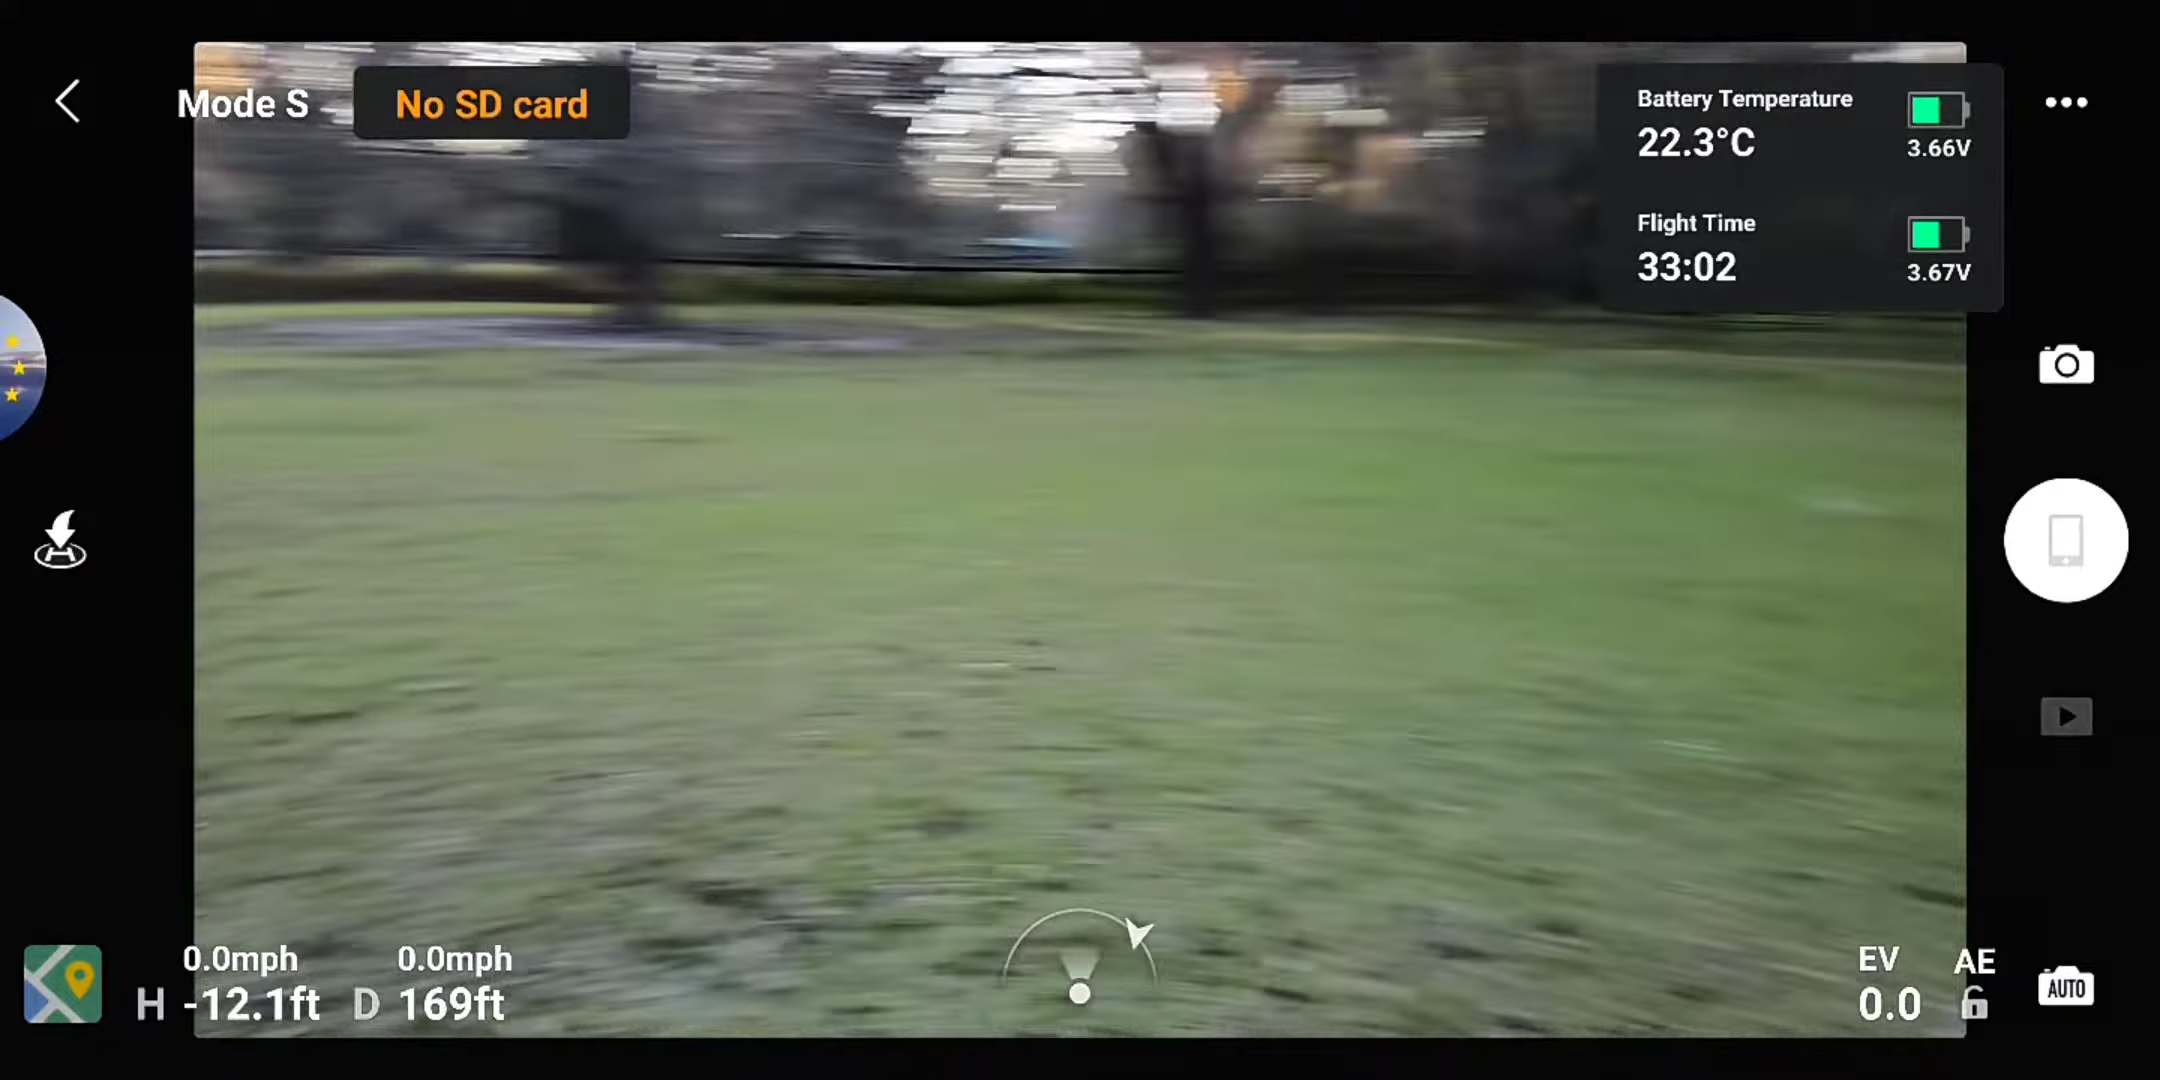 Mode S
No SD card
Battery Temperature
22.3°C
3.66V
Flight Time
33:02
3.67V
0.0mph
0.0mph
H -12.1ft
D 169ft
EV
0.0
AE
AUTO